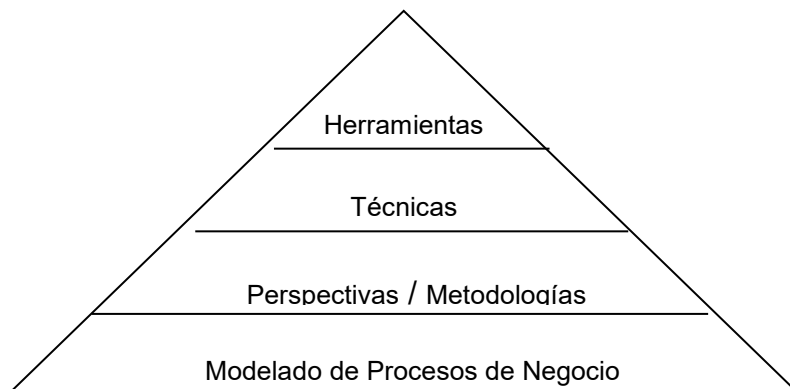 Herramientas
Técnicas
Perspectivas / Metodologías
Modelado de Procesos de Negocio